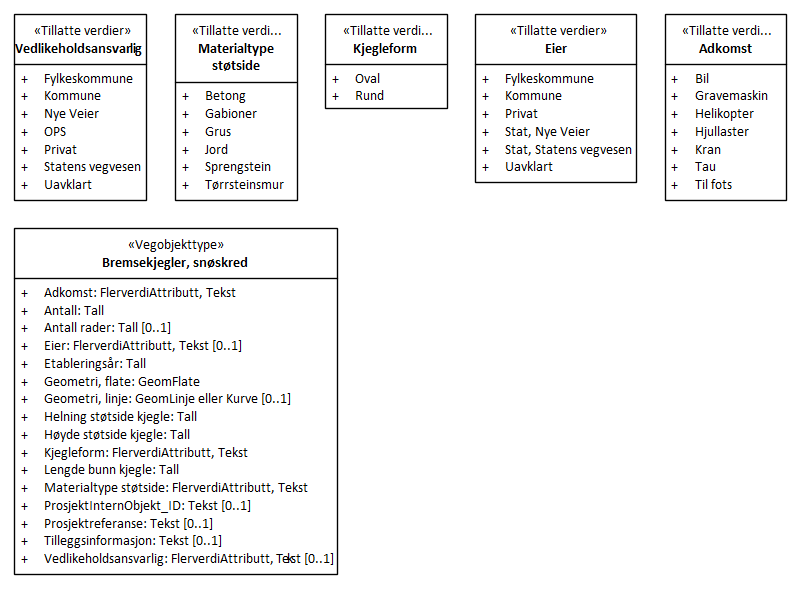 «Tillatte verdier»
Vedlikeholdsansvarlig
+ Fylkeskommune
+ Kommune
+ Nye Veier
+ OPS
+ Privat
+ Statens vegvesen
+ Uavklart
«Tillatte verdi...
Materialtype
støtside
+ Betong
+ Gabioner
+ Grus
+ Jord
+ Sprengstein
+ Tørrsteinsmur
«Tillatte verdi...
Kjegleform
+ Oval
+ Rund
«Tillatte verdier»
Eier
+ Fylkeskommune
+ Kommune
+ Privat
+ Stat, Nye Veier
+ Stat, Statens vegvesen
+ Uavklart
«Tillatte verdi...
Adkomst
+ Bil
+ Gravemaskin
+ Helikopter
+ Hjullaster
+ Kran
+ Tau
+ Til fots
«Vegobjekttype»
Bremsekjegler, snøskred
+ Adkomst: FlerverdiAttributt, Tekst
+ Antall: Tall
+ Antall rader: Tall [0..1]
+ Eier: FlerverdiAttributt, Tekst [0..1]
+ Etableringsår: Tall
+ Geometri, flate: GeomFlate
+ Geometri, linje: GeomLinje eller Kurve [0..1]
+ Helning støtside kjegle: Tall
+ Høyde støtside kjegle: Tall
+ Kjegleform: FlerverdiAttributt, Tekst
+ Lengde bunn kjegle: Tall
+ Materialtype støtside: FlerverdiAttributt, Tekst
+ ProsjektInternObjekt_ID: Tekst [0..1]
+ Prosjektreferanse: Tekst [0..1]
+ Tilleggsinformasjon: Tekst [0..1]
+ Vedlikeholdsansvarlig: FlerverdiAttributt, Tekst [0..1]